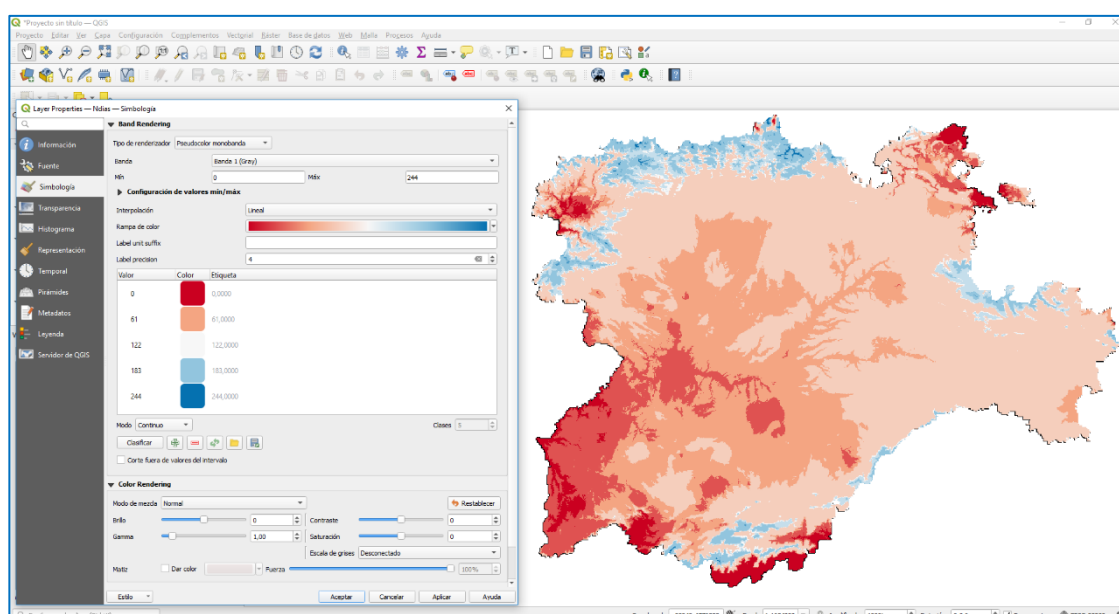 *Proyecto sin título — QGIS
Proyecto Editar Ver Capa Configuración Complementos Vectorial Ráster Base de datos Web Malla Procesos Ayuda
Layer Properties — Ndias — Simbología
Información
Fuente
Simbología
Transparencia
Histograma
Representación
Temporal
Pirámides
Metadatos
Leyenda
Servidor de QGIS
Band Rendering
Tipo de renderizador Pseudocolor monobanda
Banda Banda 1 (Gray)
Mín 0 Máx 244
Configuración de valores mín/máx
Interpolación Lineal
Rampa de color
Label unit suffix
Label precision 4
Valor Color Etiqueta
0 0,0000
61 61,0000
122 122,0000
183 183,0000
244 244,0000
Modo Continuo Clases 5
Clasificar
Corte fuera de valores del intervalo
Color Rendering
Modo de mezcla Normal Restablecer
Brillo 0 Contraste 0
Gamma 1,00 Saturación 0
Escala de grises Desconectado
Matiz Dar color Fuerza 100%
Estilo Aceptar Cancelar Aplicar Ayuda